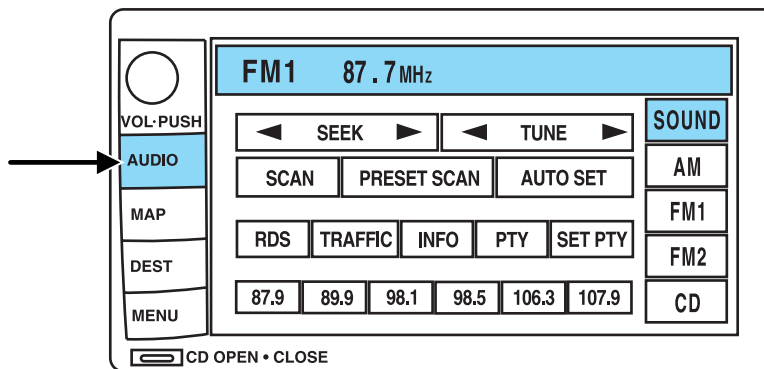 FM1 87.7 MHz
VOL·PUSH
AUDIO
MAP
DEST
MENU
◄ SEEK ► ◄ TUNE ►
SCAN PRESET SCAN AUTO SET
RDS TRAFFIC INFO PTY SET PTY
87.9 89.9 98.1 98.5 106.3 107.9
SOUND
AM
FM1
FM2
CD
CD OPEN • CLOSE